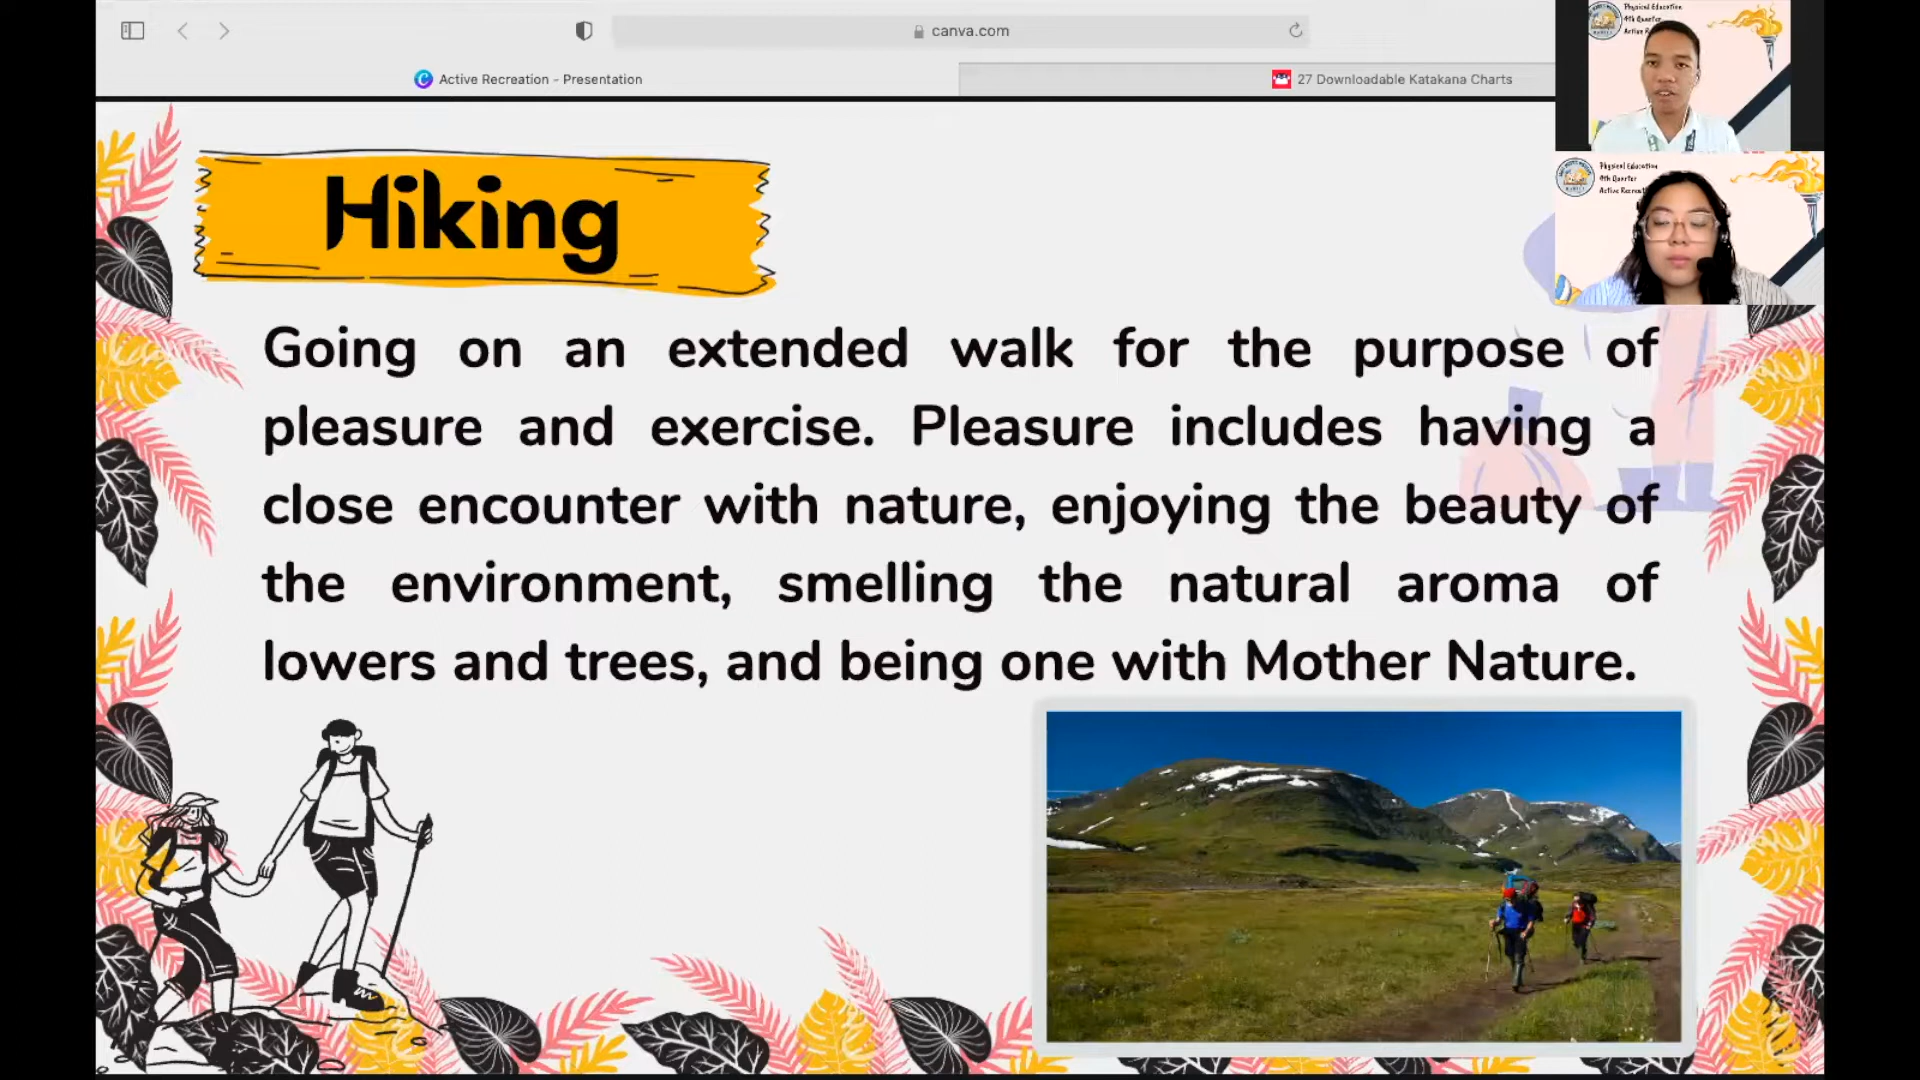 canva.com
Active Recreation - Presentation
27 Downloadable Katakana Charts
Physical Education
4th Quarter
Physical Education
4th Quarter
Active Recreat
Hiking
Going on an extended walk for the purpose of
pleasure and exercise. Pleasure includes having a
close encounter with nature, enjoying the beauty of
the environment, smelling the natural aroma of
lowers and trees, and being one with Mother Nature.